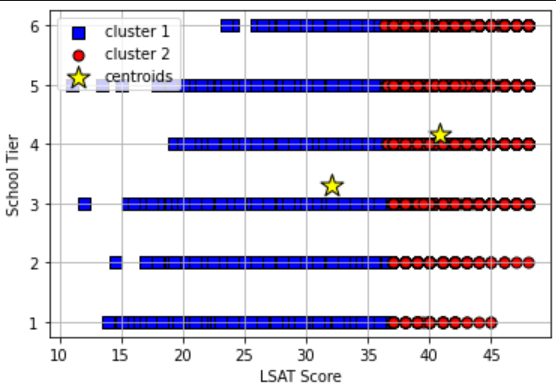 6
5
4
3
2
1
School Tier
cluster 1
cluster 2
centroids
10 15 20 25 30 35 40 45
LSAT Score